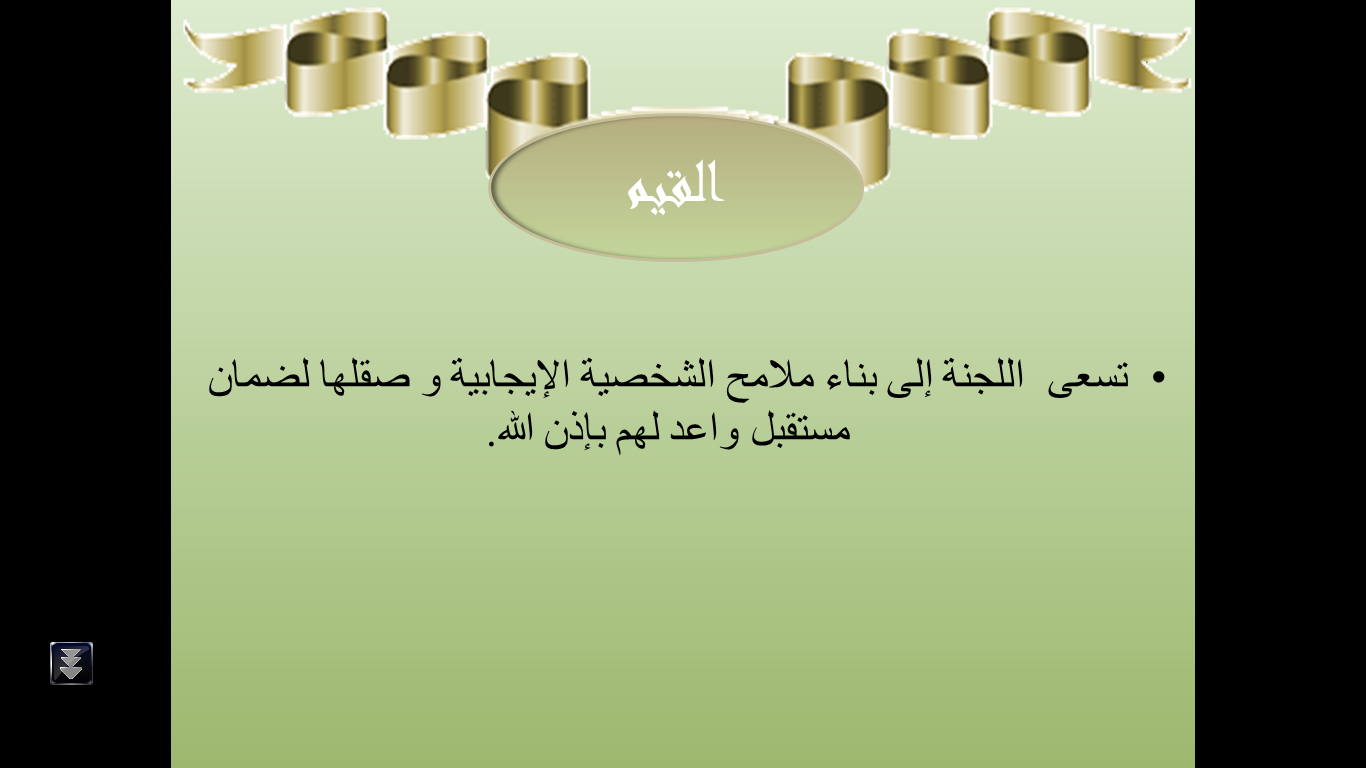 القيم
• تسعى اللجنة إلى بناء ملامح الشخصية الإيجابية و صقلها لضمان
مستقبل واعد لهم بإذن الله.